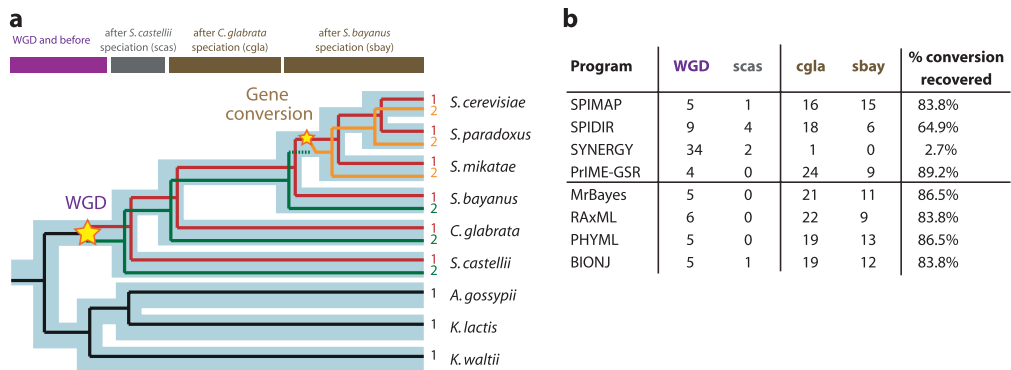 a
WGD and before
after S. castellii
speciation (scas)
after C. glabrata
speciation (cgla)
after S. bayanus
speciation (sbay)
Gene
conversion
WGD
1
2
S. cerevisiae
1
2
S. paradoxus
1
2
S. mikatae
1
2
S. bayanus
1
2
C. glabrata
1
2
S. castellii
1
A. gossypii
1
K. lactis
1
K. waltii
b
Program WGD scas cgla sbay % conversion recovered
SPIMAP 5 1 16 15 83.8%
SPIDIR 9 4 18 6 64.9%
SYNERGY 34 2 1 0 2.7%
PrIME-GSR 4 0 24 9 89.2%
MrBayes 5 0 21 11 86.5%
RAxML 6 0 22 9 83.8%
PHYML 5 0 19 13 86.5%
BIONJ 5 1 19 12 83.8%